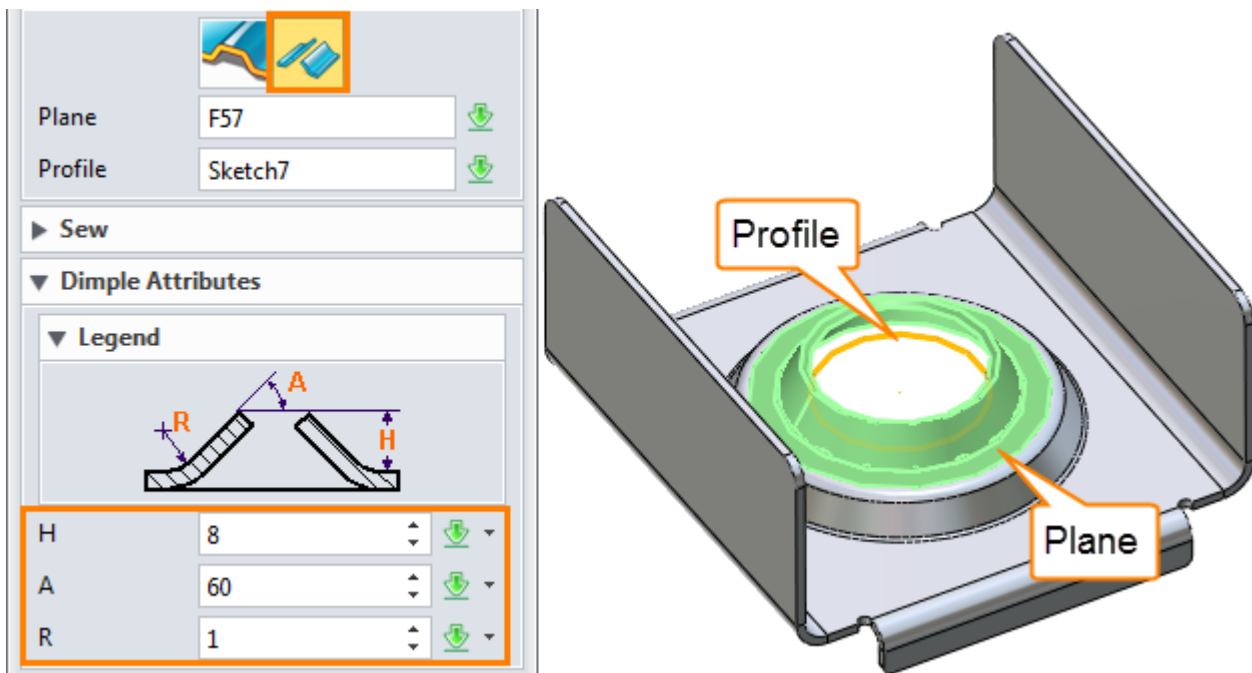 Plane F57
Profile Sketch7
Sew
Dimple Attributes
Legend
A
R
H
H 8
A 60
R 1
Profile
Plane